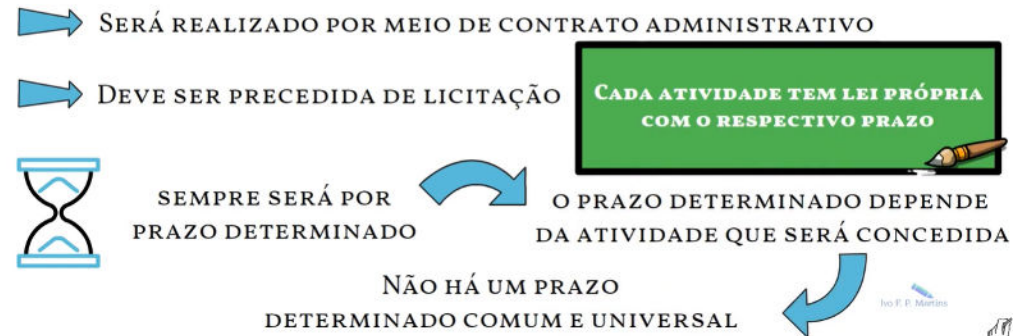 Será realizado por meio de contrato administrativo
Deve ser precedida de licitação
Cada atividade tem lei própria
com o respectivo prazo
sempre será por
prazo determinado
o prazo determinado depende
da atividade que será concedida
Não há um prazo
determinado comum e universal
Ivo F. P. Martins